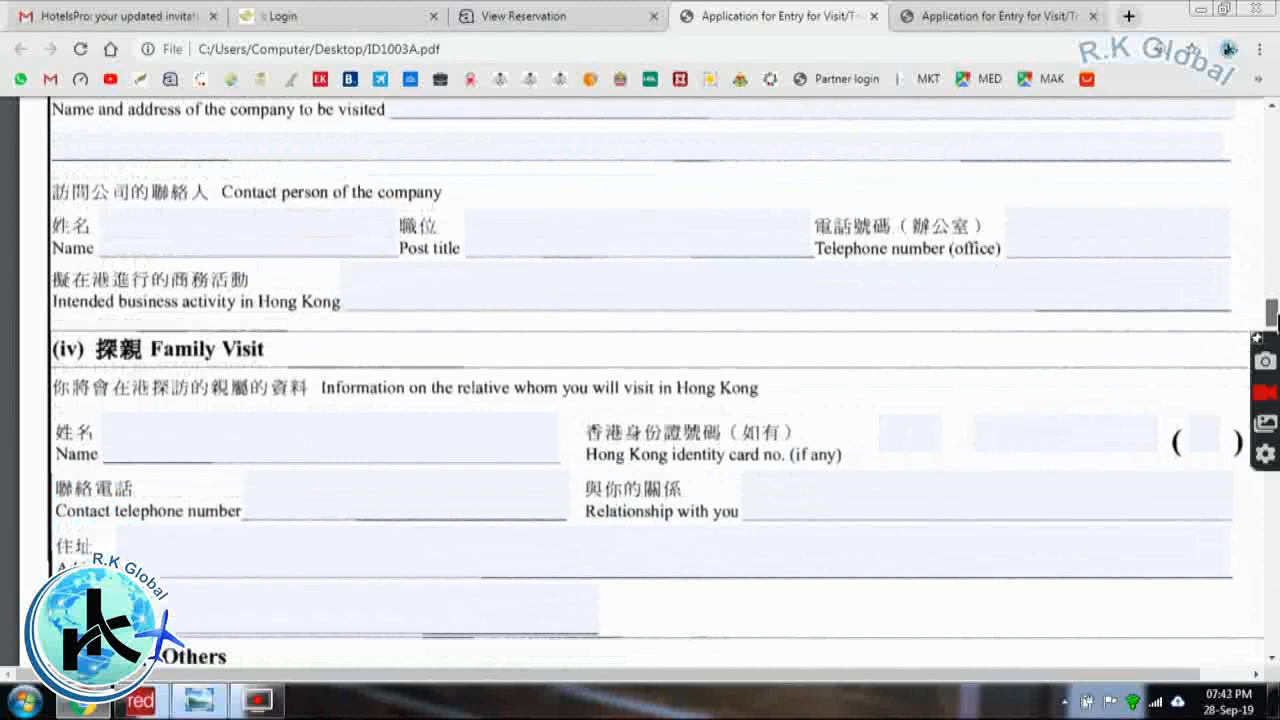 HotelsPro: your updated invitat
Login
View Reservation
Application for Entry for Visit/Tr
Application for Entry for Visit/Tr
File
C:/Users/Computer/Desktop/ID1003A.pdf
R.K Global
EK
B.
Partner login
MKT
MED
MAK
Name and address of the company to be visited
訪問公司的聯絡人 Contact person of the company
姓名 職位 電話號碼（辦公室）
Name Post title Telephone number (office)
擬在港進行的商務活動
Intended business activity in Hong Kong
(iv) 探親 Family Visit
你將會在港探訪的親屬的資料 Information on the relative whom you will visit in Hong Kong
姓名 香港身份證號碼（如有）
Name Hong Kong identity card no. (if any) ( )
聯絡電話 與你的關係
Contact telephone number Relationship with you
住址
R.K Global
rk
Others
red
07:43 PM
28-Sep-19